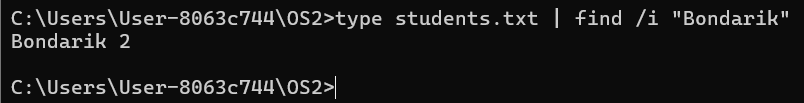 C:\Users\User-8063c744\OS2>type students.txt | find /i "Bondarik"
Bondarik 2
C:\Users\User-8063c744\OS2>